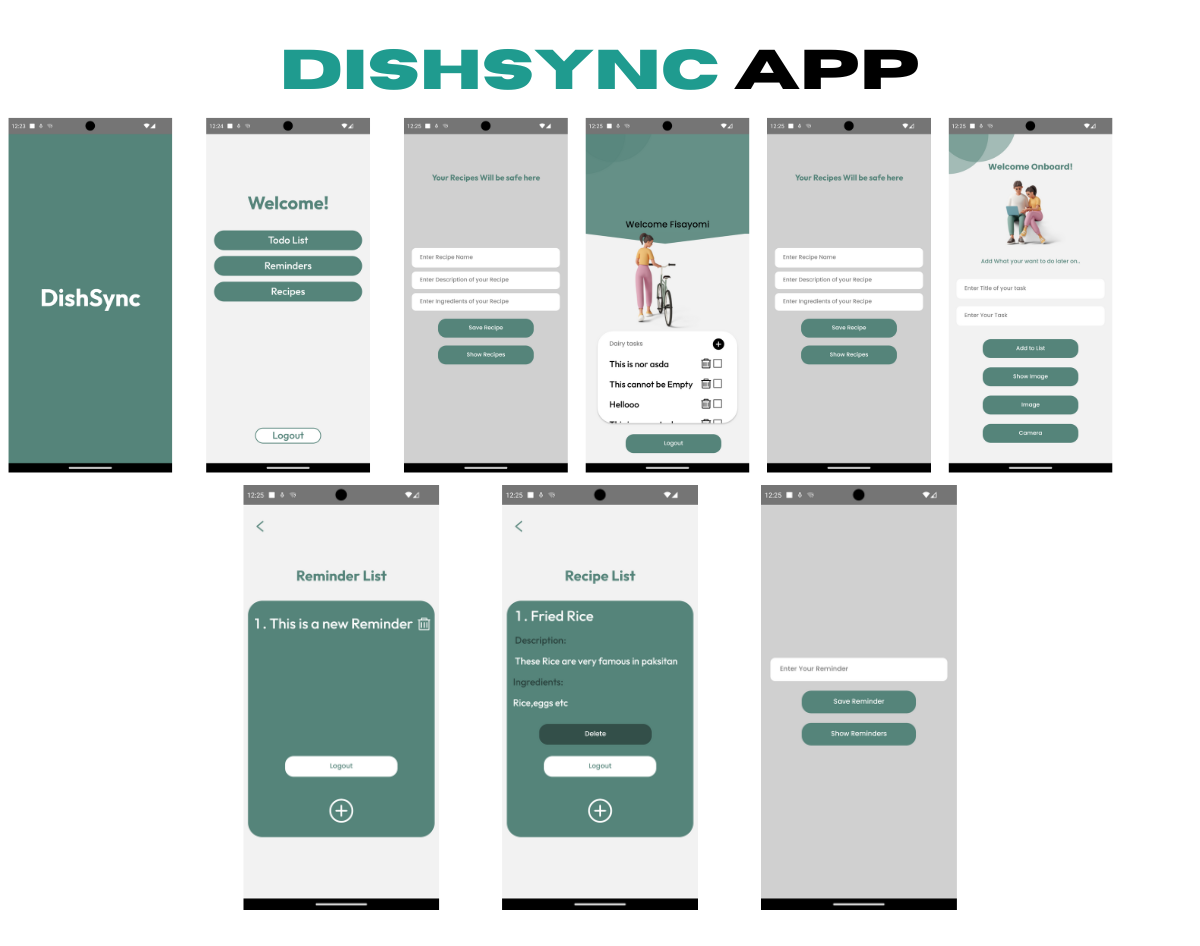 DISHSYNC APP
12:23
DishSync
12:24
Welcome!
Todo List
Reminders
Recipes
Logout
12:25
Your Recipes Will be safe here
Enter Recipe Name
Enter Description of your Recipe
Enter Ingredients of your Recipe
Save Recipe
Show Recipes
12:25
Welcome Fisayomi
Dairy tasks
This is nor asda
This cannot be Empty
Hellooo
Logout
12:25
Your Recipes Will be safe here
Enter Recipe Name
Enter Description of your Recipe
Enter Ingredients of your Recipe
Save Recipe
Show Recipes
12:25
Welcome Onboard!
Add What your want to do later on..
Enter Title of your task
Enter Your Task
Add to List
Show Image
Image
Camera
12:25
Reminder List
1. This is a new Reminder
Logout
12:25
Recipe List
1. Fried Rice
Description:
These Rice are very famous in paksitan
Ingredients:
Rice,eggs etc
Delete
Logout
12:25
Enter Your Reminder
Save Reminder
Show Reminders